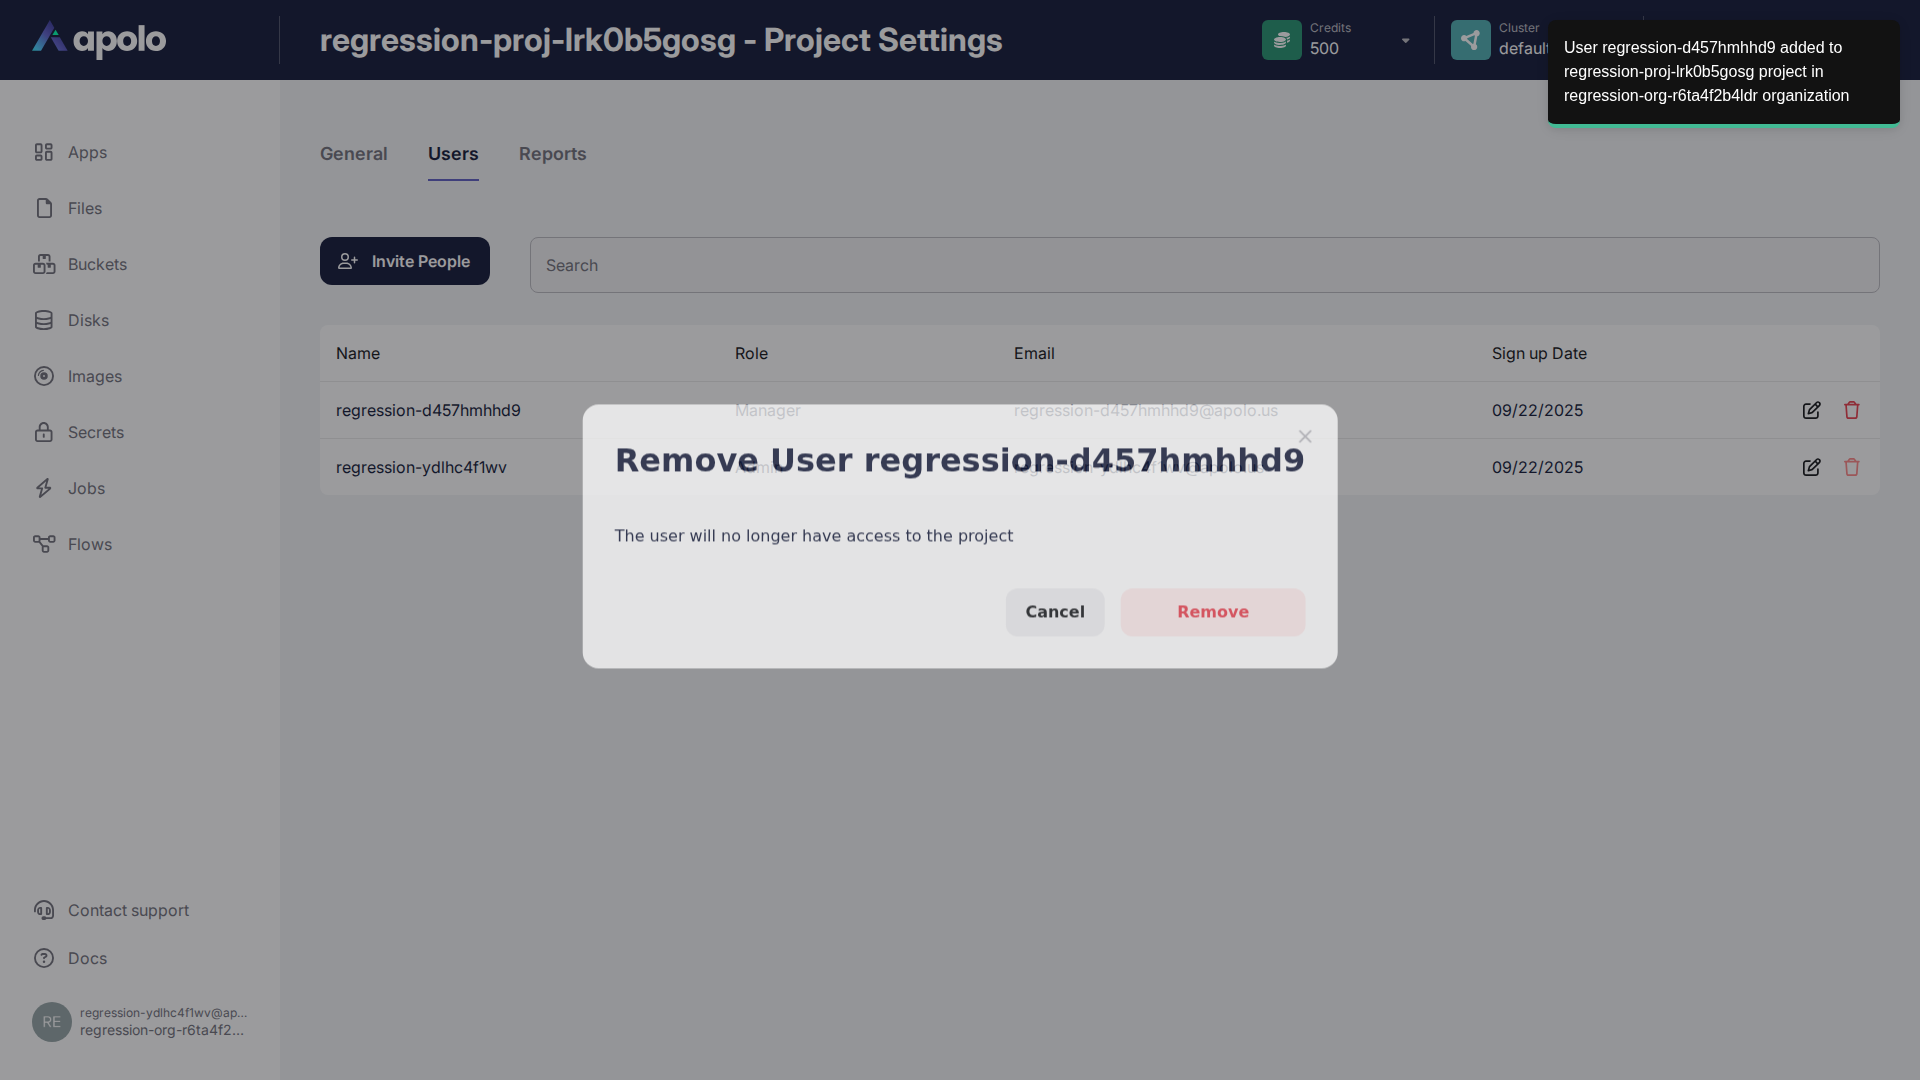 apolo
regression-proj-lrk0b5gosg - Project Settings
Credits
500
Cluster
default
User regression-d457hmhhd9 added to
regression-proj-lrk0b5gosg project in
regression-org-r6ta4f2b4ldr organization
Apps
Files
Buckets
Disks
Images
Secrets
Jobs
Flows
Contact support
Docs
RE
regression-ydlhc4f1wv@ap...
regression-org-r6ta4f2...
General
Users
Reports
Invite People
Search
Name
Role
Email
Sign up Date
regression-d457hmhhd9
Manager
regression-d457hmhhd9@apolo.us
09/22/2025
regression-ydlhc4f1wv
Admin
09/22/2025
Remove User regression-d457hmhhd9
The user will no longer have access to the project
Cancel
Remove